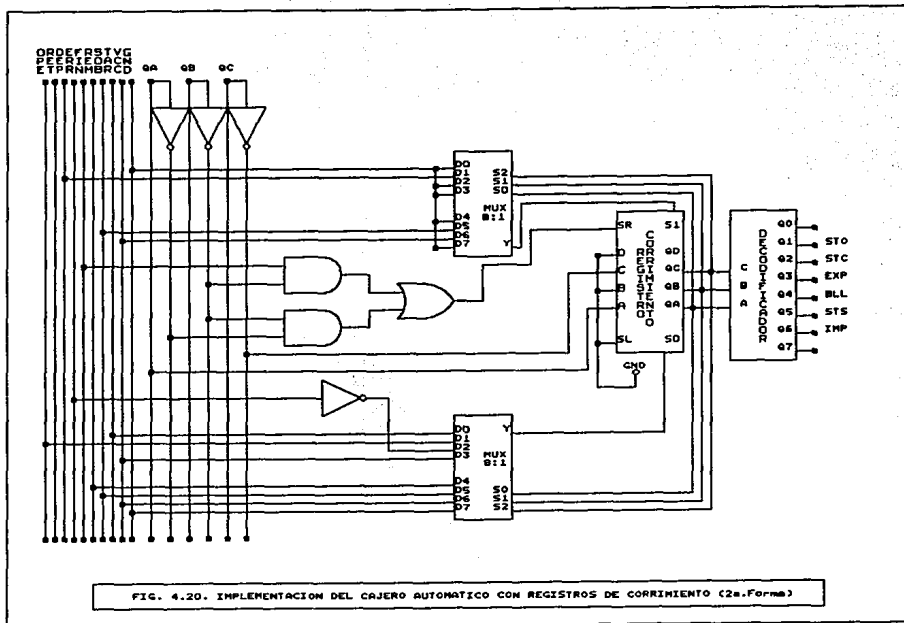 ORDEFRSTVG
PEERIEOACN
ETPRNMBRCD
QA QB QC
D0
D1
D2
D3
D4
D5
D6
D7
S2
S1
S0
MUX
8:1
Y
SR
D
C
B
A
SL
REGISTRO
CORRIMIENTO
S1
QD
QC
QB
QA
S0
GND
C
B
A
DECODIFICADOR
Q0
Q1 STO
Q2 STC
Q3 EXP
Q4 BLL
Q5 STS
Q6 IMP
Q7
D0
D1
D2
D3
D4
D5
D6
D7
Y
MUX
8:1
S0
S1
S2
FIG. 4.20. IMPLEMENTACION DEL CAJERO AUTOMATICO CON REGISTROS DE CORRIMIENTO (2a.Forma)